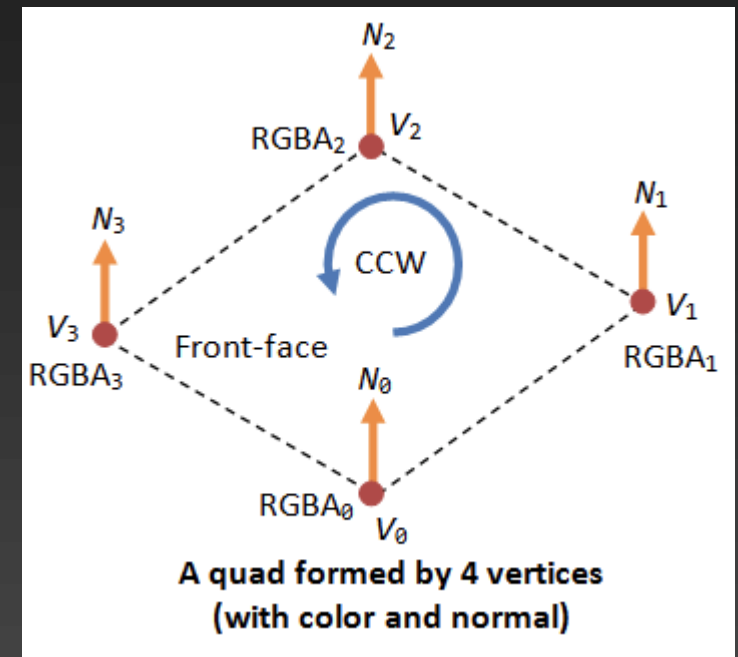 N₂
RGBA₂ V₂
N₁
N₃
CCW
V₃
V₁
Front-face
RGBA₃
RGBA₁
N₀
RGBA₀
V₀
A quad formed by 4 vertices
(with color and normal)